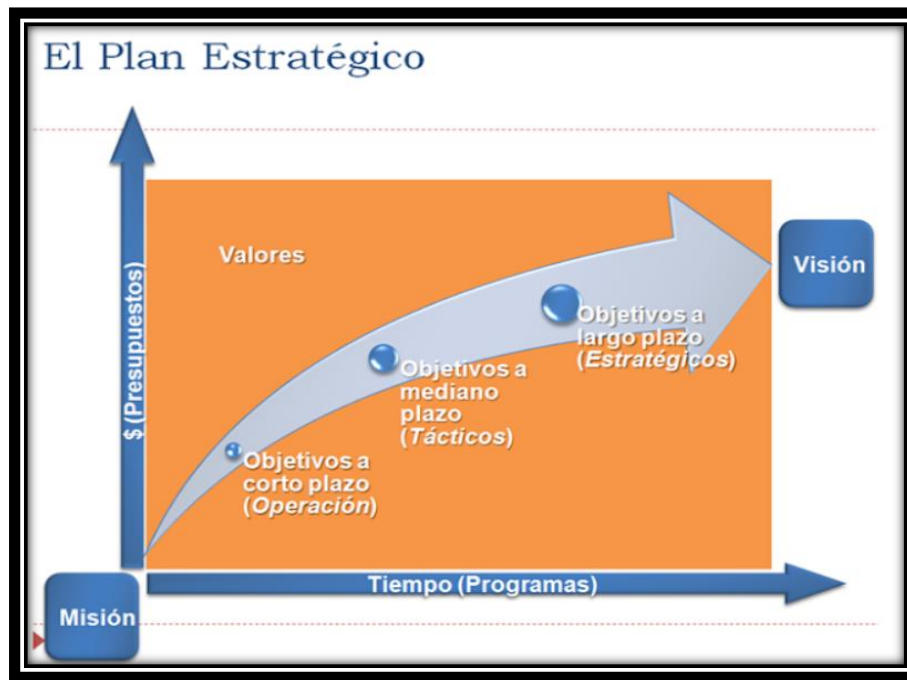 El Plan Estratégico
Valores
Visión
$ (Presupuestos)
Objetivos a
largo plazo
(Estratégicos)
Objetivos a
mediano
plazo
(Tácticos)
Objetivos a
corto plazo
(Operación)
Tiempo (Programas)
Misión